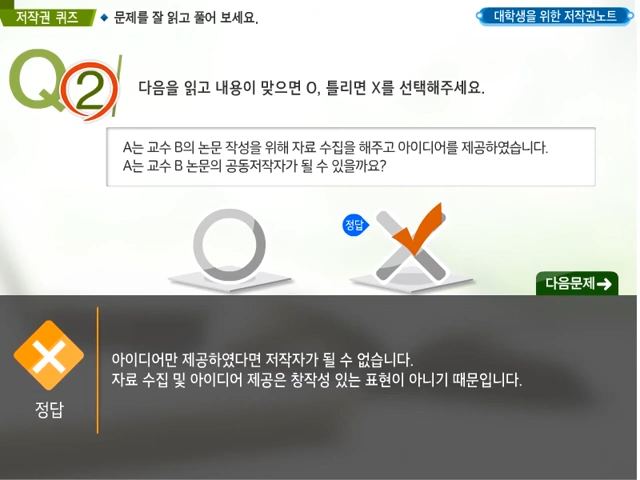 저작권 퀴즈
문제를 잘 읽고 풀어 보세요.
대학생을 위한 저작권노트
Q2
다음을 읽고 내용이 맞으면 O, 틀리면 X를 선택해주세요.
A는 교수 B의 논문 작성을 위해 자료 수집을 해주고 아이디어를 제공하였습니다.
A는 교수 B 논문의 공동저작자가 될 수 있을까요?
정답
다음문제
아이디어만 제공하였다면 저작자가 될 수 없습니다.
자료 수집 및 아이디어 제공은 창작성 있는 표현이 아니기 때문입니다.
정답